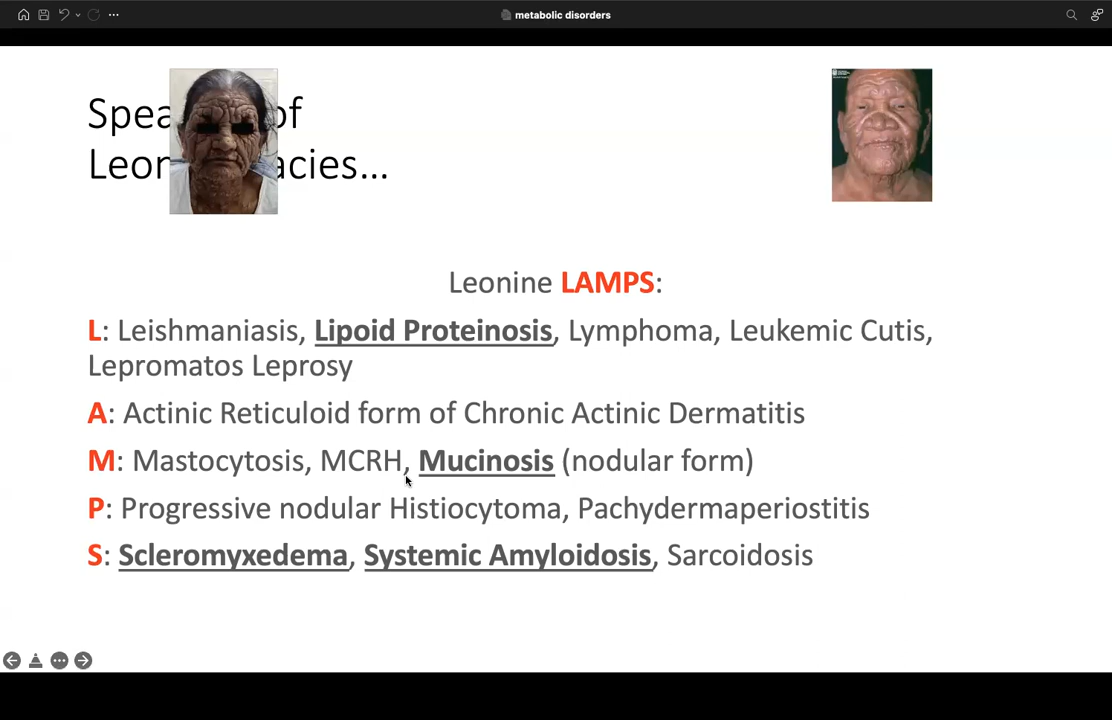 metabolic disorders
Spea of
Leon acies...
Leonine LAMPS:
L: Leishmaniasis, Lipoid Proteinosis, Lymphoma, Leukemic Cutis,
Lepromatos Leprosy
A: Actinic Reticuloid form of Chronic Actinic Dermatitis
M: Mastocytosis, MCRH, Mucinosis (nodular form)
P: Progressive nodular Histiocytoma, Pachydermaperiostitis
S: Scleromyxedema, Systemic Amyloidosis, Sarcoidosis